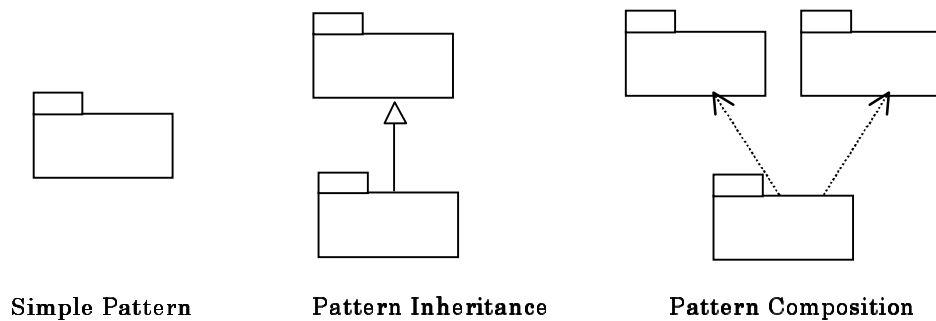 Simple Pattern
Pattern Inheritance
Pattern Composition